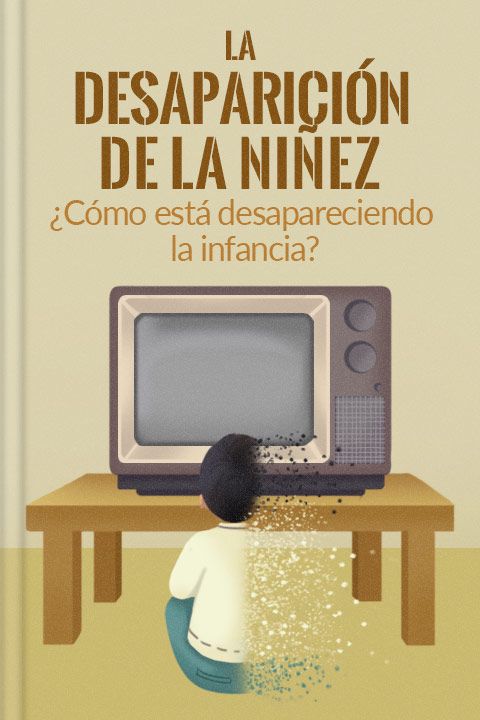 LA
DESAPARICIÓN
DE LA NIÑEZ
¿Cómo está desapareciendo
la infancia?